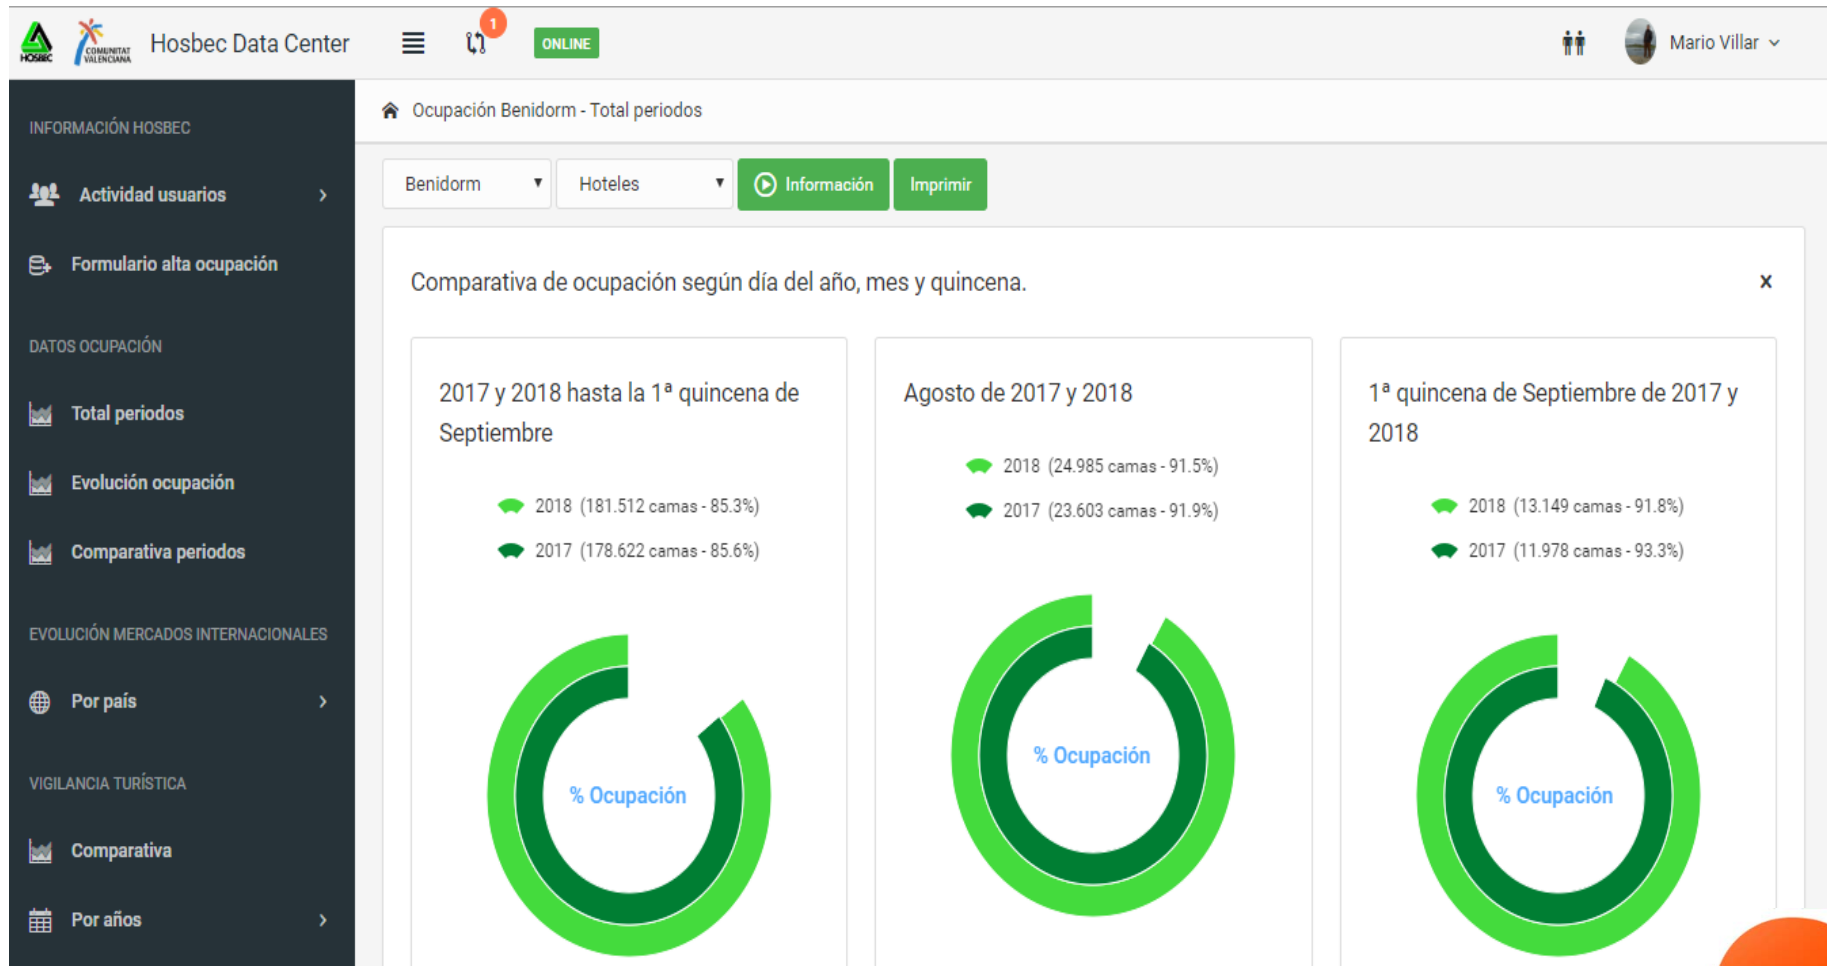 HOSBEC
COMUNITAT
VALENCIANA
Hosbec Data Center
1
ONLINE
Mario Villar
INFORMACIÓN HOSBEC
Actividad usuarios
Formulario alta ocupación
DATOS OCUPACIÓN
Total periodos
Evolución ocupación
Comparativa periodos
EVOLUCIÓN MERCADOS INTERNACIONALES
Por país
VIGILANCIA TURÍSTICA
Comparativa
Por años
Ocupación Benidorm - Total periodos
Benidorm
Hoteles
Información
Imprimir
Comparativa de ocupación según día del año, mes y quincena.
x
2017 y 2018 hasta la 1ª quincena de
Septiembre
2018 (181.512 camas - 85.3%)
2017 (178.622 camas - 85.6%)
% Ocupación
Agosto de 2017 y 2018
2018 (24.985 camas - 91.5%)
2017 (23.603 camas - 91.9%)
% Ocupación
1ª quincena de Septiembre de 2017 y
2018
2018 (13.149 camas - 91.8%)
2017 (11.978 camas - 93.3%)
% Ocupación